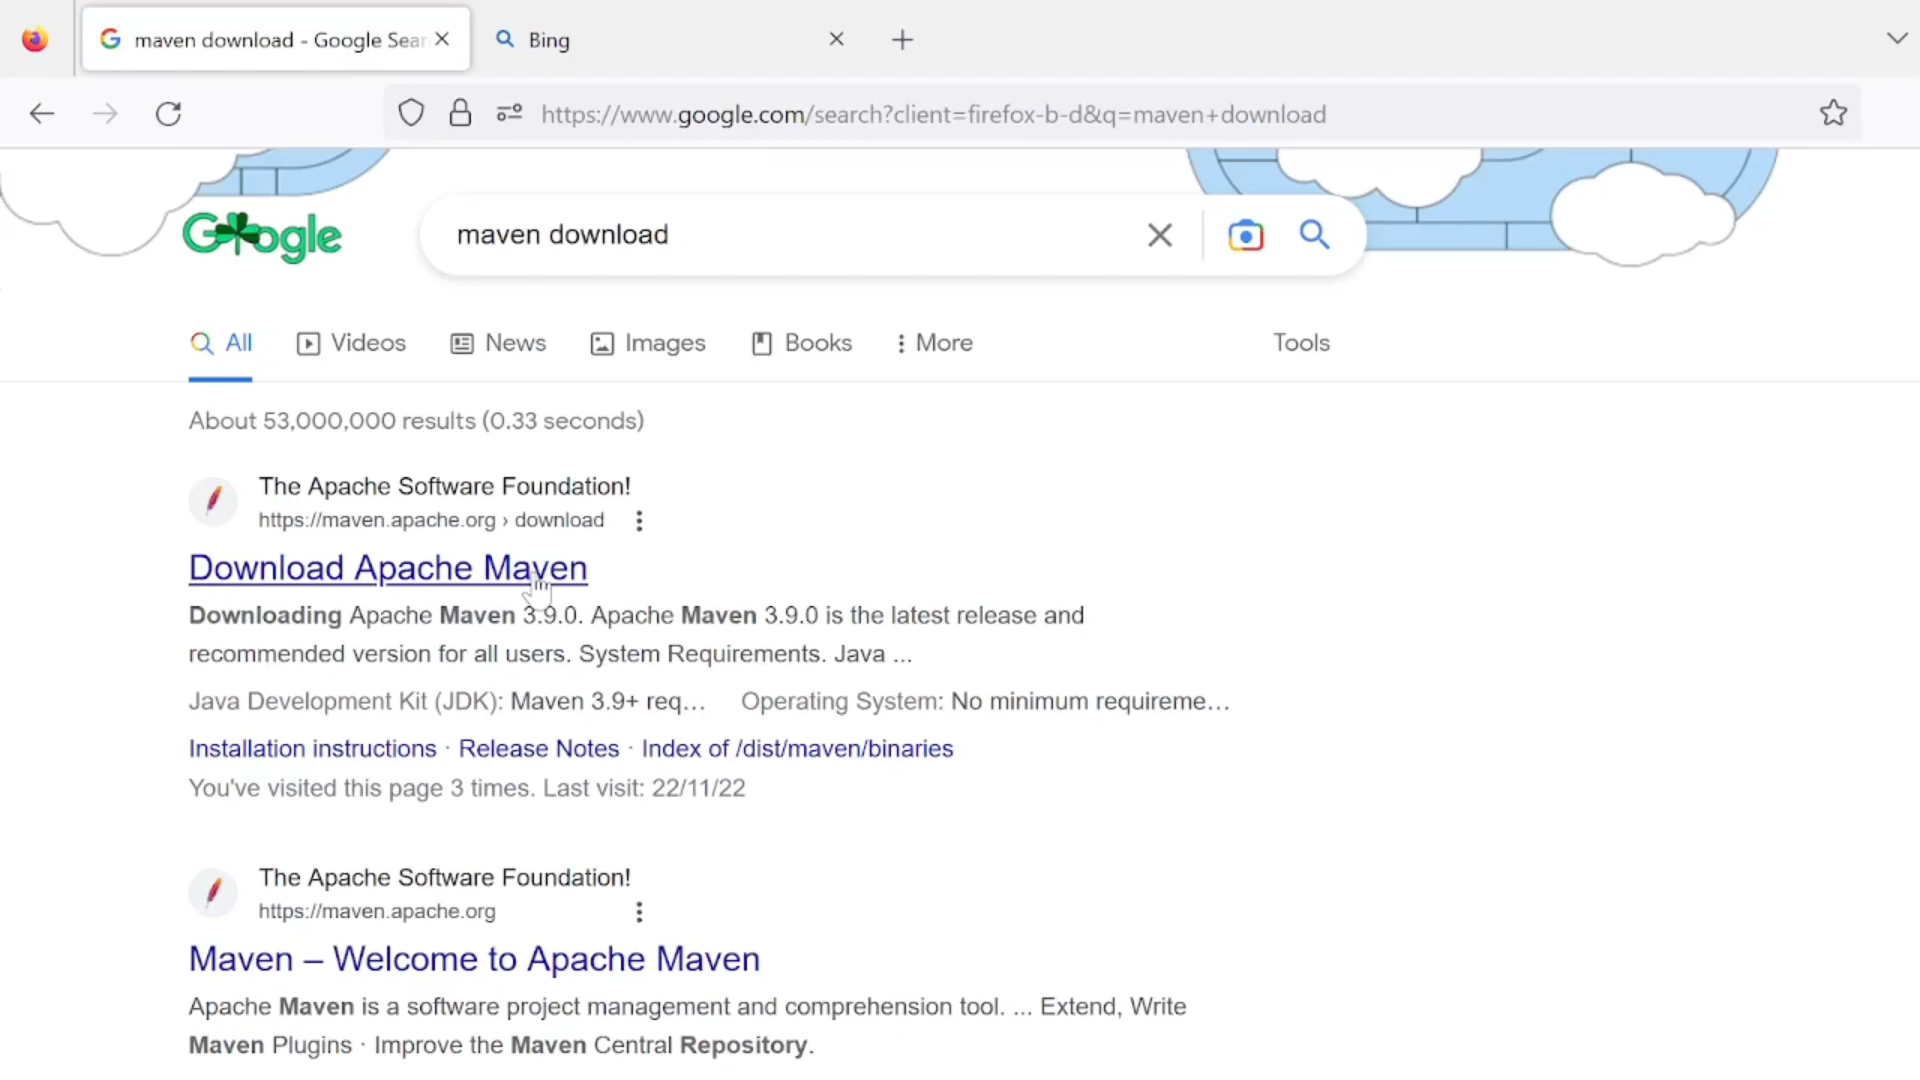 maven download - Google Sear
Bing
https://www.google.com/search?client=firefox-b-d&q=maven+download
Google
maven download
All
Videos
News
Images
Books
More
Tools
About 53,000,000 results (0.33 seconds)
The Apache Software Foundation!
https://maven.apache.org › download
Download Apache Maven
Downloading Apache Maven 3.9.0. Apache Maven 3.9.0 is the latest release and
recommended version for all users. System Requirements. Java ...
Java Development Kit (JDK): Maven 3.9+ req... Operating System: No minimum requireme...
Installation instructions · Release Notes · Index of /dist/maven/binaries
You've visited this page 3 times. Last visit: 22/11/22
The Apache Software Foundation!
https://maven.apache.org
Maven – Welcome to Apache Maven
Apache Maven is a software project management and comprehension tool. ... Extend, Write
Maven Plugins · Improve the Maven Central Repository.